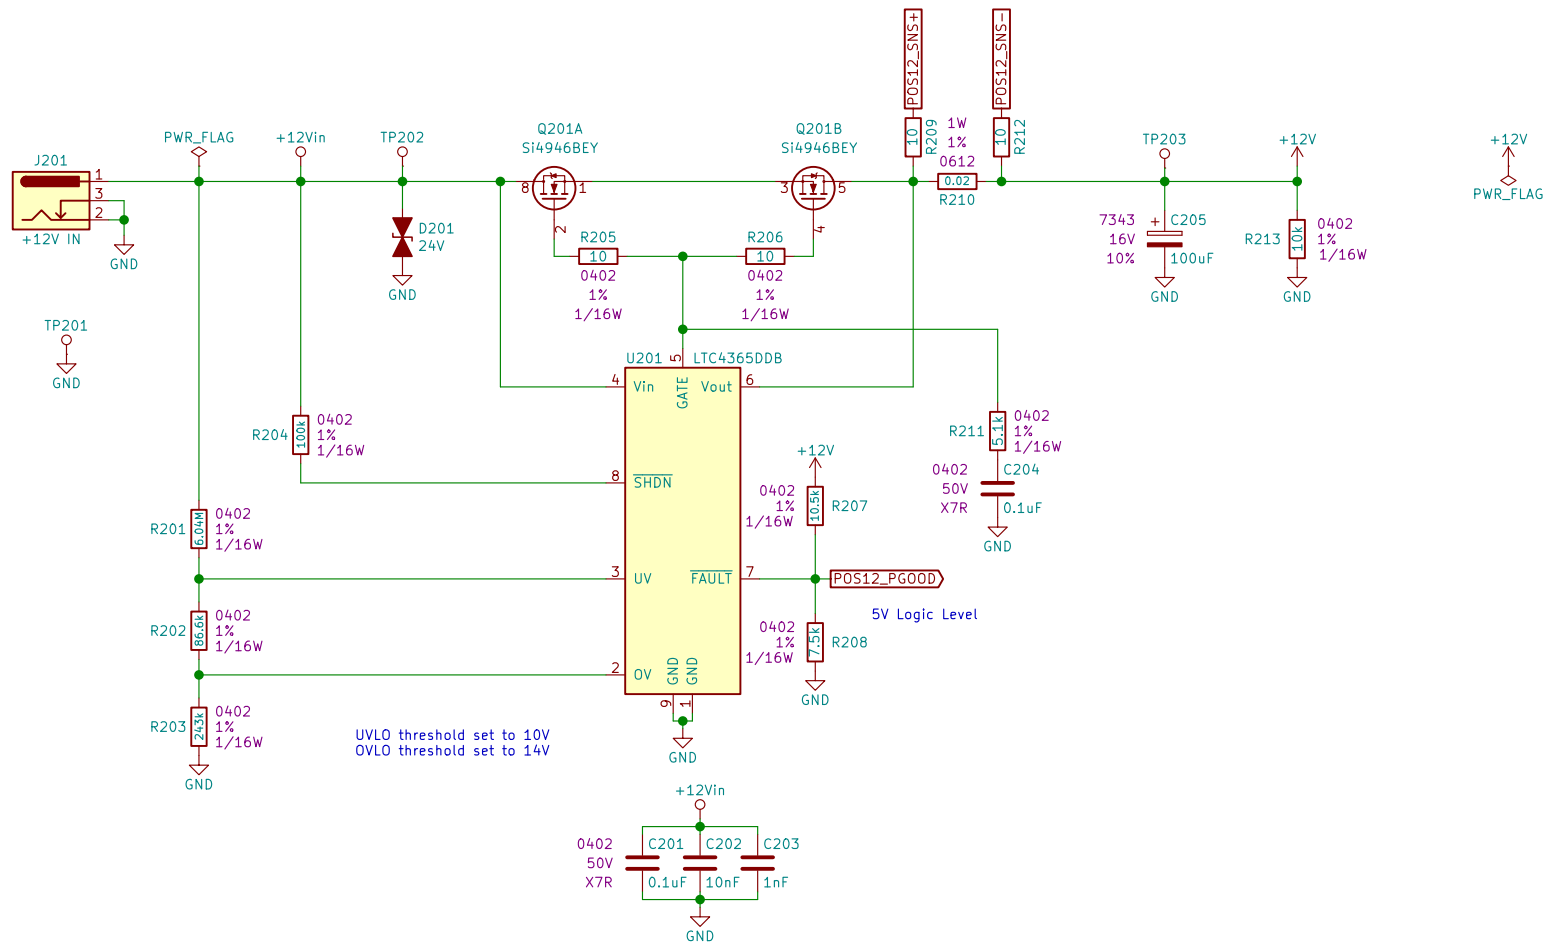 POS12_SNS+
POS12_SNS-
10
R209
1W
1%
0612
0.02
R210
10
R212
J201
1
3
2
+12V IN
GND
PWR_FLAG
+12Vin
TP202
D201
24V
GND
Q201A
Si4946BEY
8
1
2
Q201B
Si4946BEY
3
5
4
R205
10
0402
1%
1/16W
R206
10
0402
1%
1/16W
TP203
+12V
7343
16V
10%
+
C205
100uF
GND
R213
10k
0402
1%
1/16W
GND
+12V
PWR_FLAG
TP201
GND
U201
LTC4365DDB
5
GATE
4
Vin
Vout
6
8
SHDN
3
UV
FAULT
7
2
OV
GND
GND
9
1
GND
R204
100k
0402
1%
1/16W
R211
5.1k
0402
1%
1/16W
0402
50V
X7R
C204
0.1uF
GND
+12V
0402
1%
1/16W
10.5k
R207
POS12_PGOOD
5V Logic Level
0402
1%
1/16W
7.5k
R208
GND
R201
6.04M
0402
1%
1/16W
R202
86.6k
0402
1%
1/16W
R203
243k
0402
1%
1/16W
GND
UVLO threshold set to 10V
OVLO threshold set to 14V
+12Vin
0402
50V
X7R
C201
0.1uF
C202
10nF
C203
1nF
GND